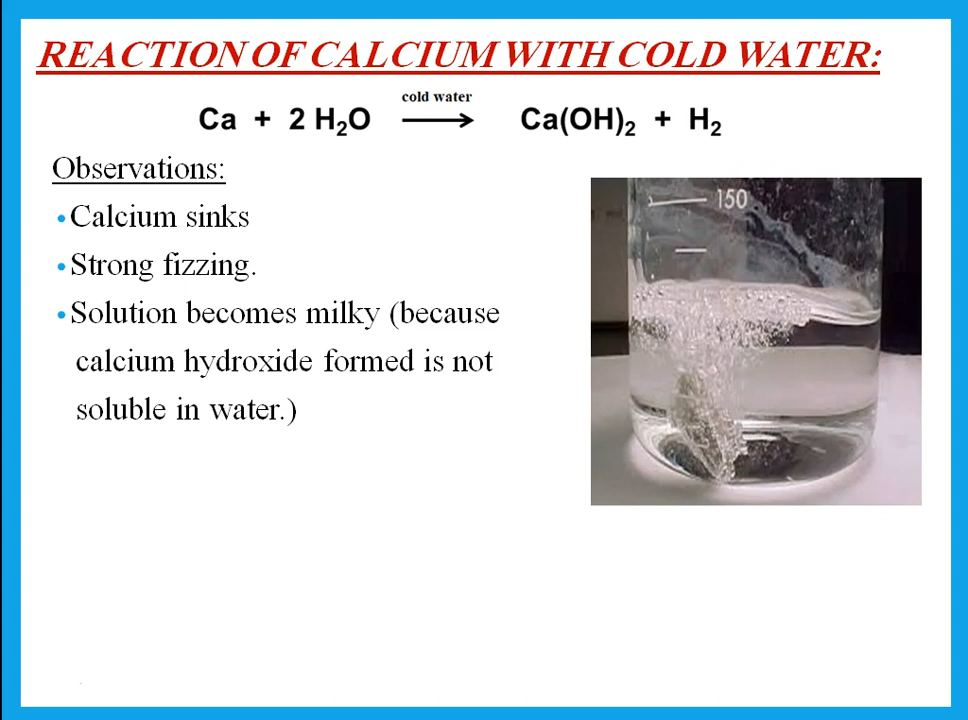 REACTION OF CALCIUM WITH COLD WATER:
cold water
Ca + 2 H₂O ⟶ Ca(OH)₂ + H₂
Observations:
• Calcium sinks
• Strong fizzing.
• Solution becomes milky (because
calcium hydroxide formed is not
soluble in water.)
150